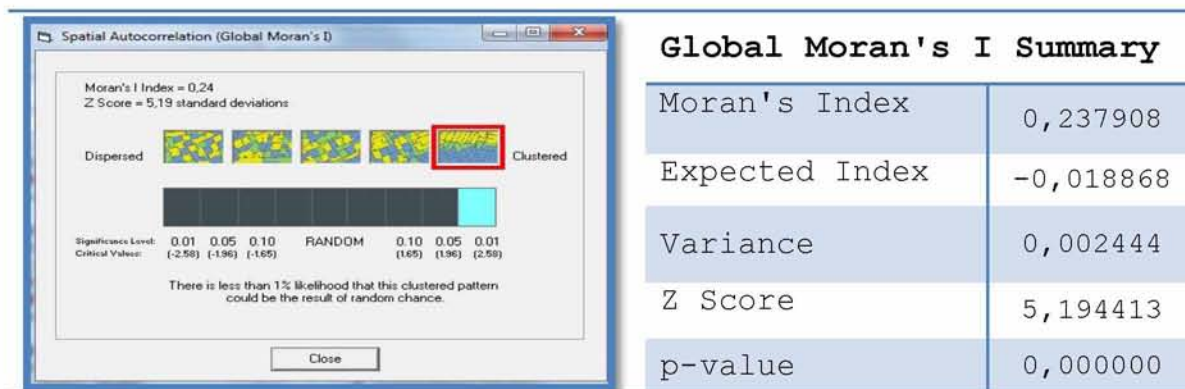 Spatial Autocorrelation (Global Moran's I)
Moran's I Index = 0,24
Z Score = 5,19 standard deviations
Dispersed
Clustered
Significance Level: 0.01 0.05 0.10 RANDOM 0.10 0.05 0.01
Critical Values: (-2.58) (-1.96) (-1.65) (1.65) (1.96) (2.58)
There is less than 1% likelihood that this clustered pattern
could be the result of random chance.
Close
Global Moran's I Summary
Moran's Index 0,237908
Expected Index -0,018868
Variance 0,002444
Z Score 5,194413
p-value 0,000000